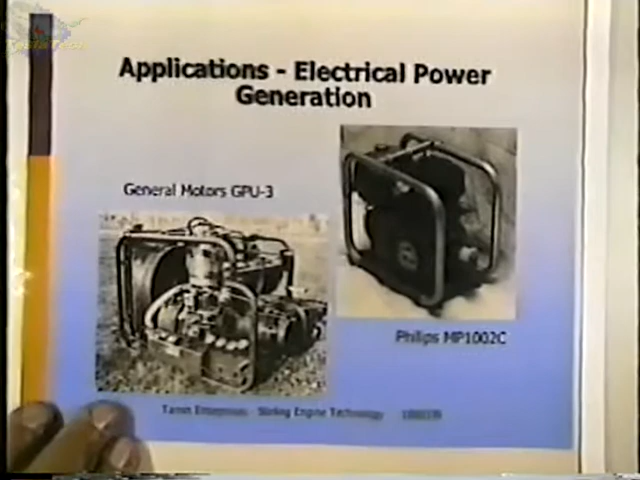 Applications - Electrical Power
Generation
General Motors GPU-3
Philips MP1002C
Stirling Engine Technology